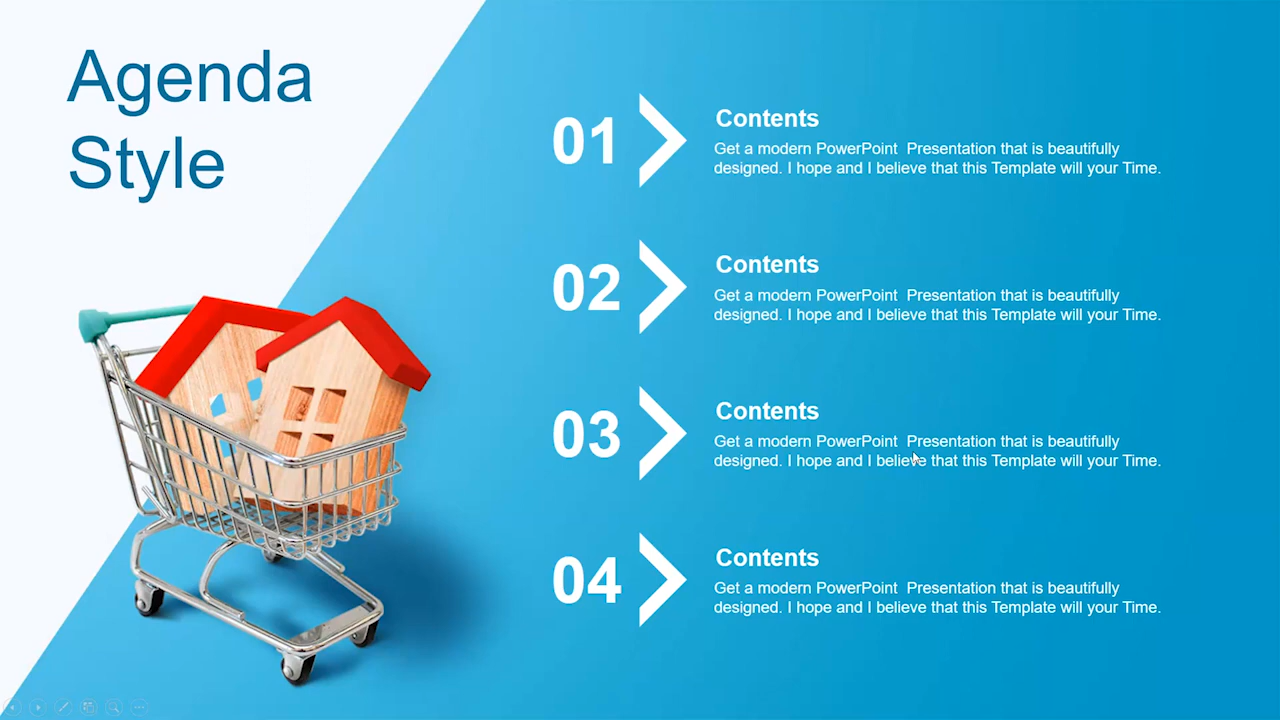 Agenda
Style
01
Contents
Get a modern PowerPoint  Presentation that is beautifully
designed. I hope and I believe that this Template will your Time.
02
Contents
Get a modern PowerPoint  Presentation that is beautifully
designed. I hope and I believe that this Template will your Time.
03
Contents
Get a modern PowerPoint  Presentation that is beautifully
designed. I hope and I believe that this Template will your Time.
04
Contents
Get a modern PowerPoint  Presentation that is beautifully
designed. I hope and I believe that this Template will your Time.